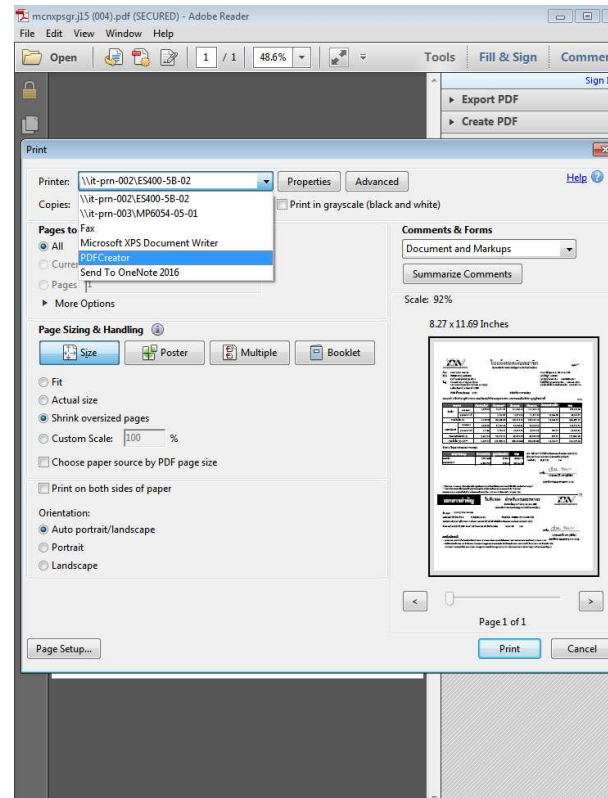 mcnxpsgr.j15 (004).pdf (SECURED) - Adobe Reader
File Edit View Window Help
Open 1 / 1 48.6% Tools Fill & Sign Commen
Sign I
Export PDF
Create PDF
Print
Printer: \\it-prn-002\ES400-5B-02 Properties Advanced Help
\\it-prn-002\ES400-5B-02
\\it-prn-003\MP6054-05-01
Fax
Microsoft XPS Document Writer
PDFCreator
Send To OneNote 2016
Copies: Print in grayscale (black and white)
Pages to
All
Curre
Pages 1
More Options
Comments & Forms
Document and Markups
Summarize Comments
Scale: 92%
8.27 x 11.69 Inches
Page Sizing & Handling
Size Poster Multiple Booklet
Fit
Actual size
Shrink oversized pages
Custom Scale: 100 %
Choose paper source by PDF page size
Print on both sides of paper
Orientation:
Auto portrait/landscape
Portrait
Landscape
< >
Page 1 of 1
Page Setup... Print Cancel